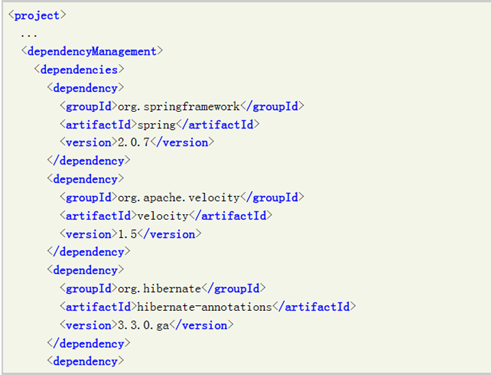 <project>
...
<dependencyManagement>
<dependencies>
<dependency>
<groupId>org.springframework</groupId>
<artifactId>spring</artifactId>
<version>2.0.7</version>
</dependency>
<dependency>
<groupId>org.apache.velocity</groupId>
<artifactId>velocity</artifactId>
<version>1.5</version>
</dependency>
<dependency>
<groupId>org.hibernate</groupId>
<artifactId>hibernate-annotations</artifactId>
<version>3.3.0.ga</version>
</dependency>
<dependency>